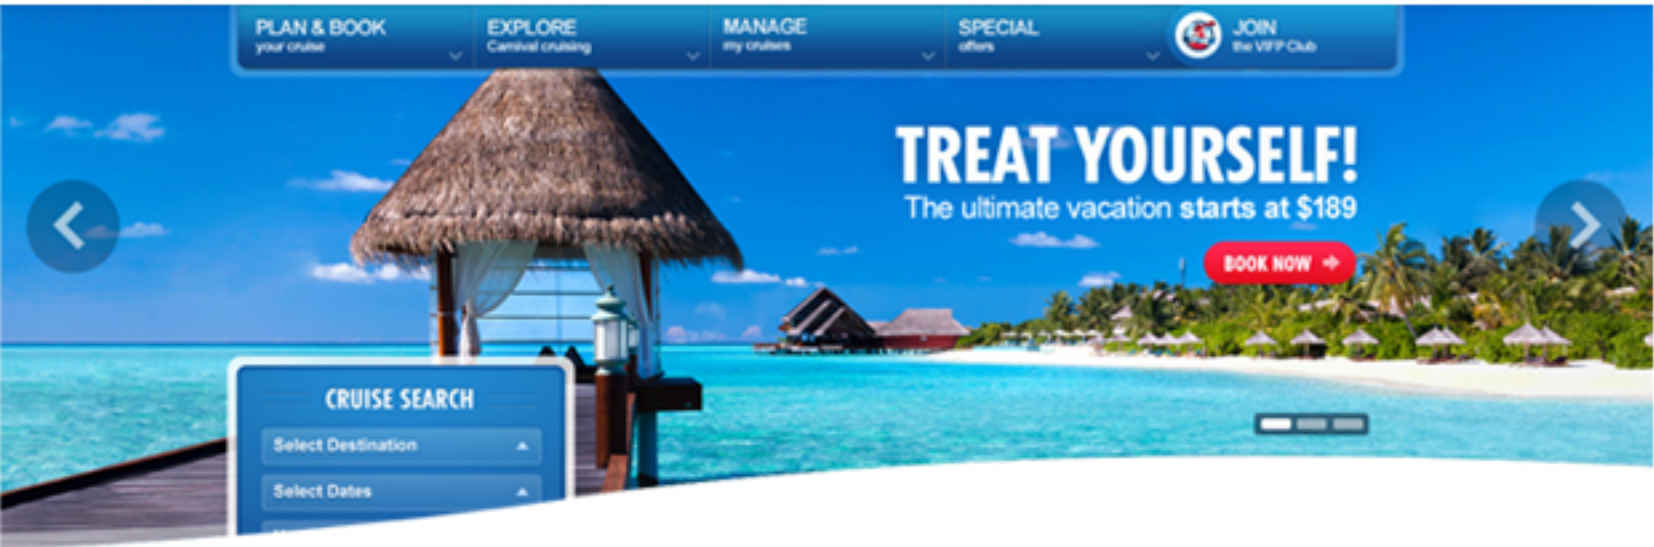 PLAN & BOOK
your cruise
EXPLORE
Carnival cruising
MANAGE
my cruises
SPECIAL
offers
JOIN
the VIFP Club
TREAT YOURSELF!
The ultimate vacation starts at $189
BOOK NOW
CRUISE SEARCH
Select Destination
Select Dates